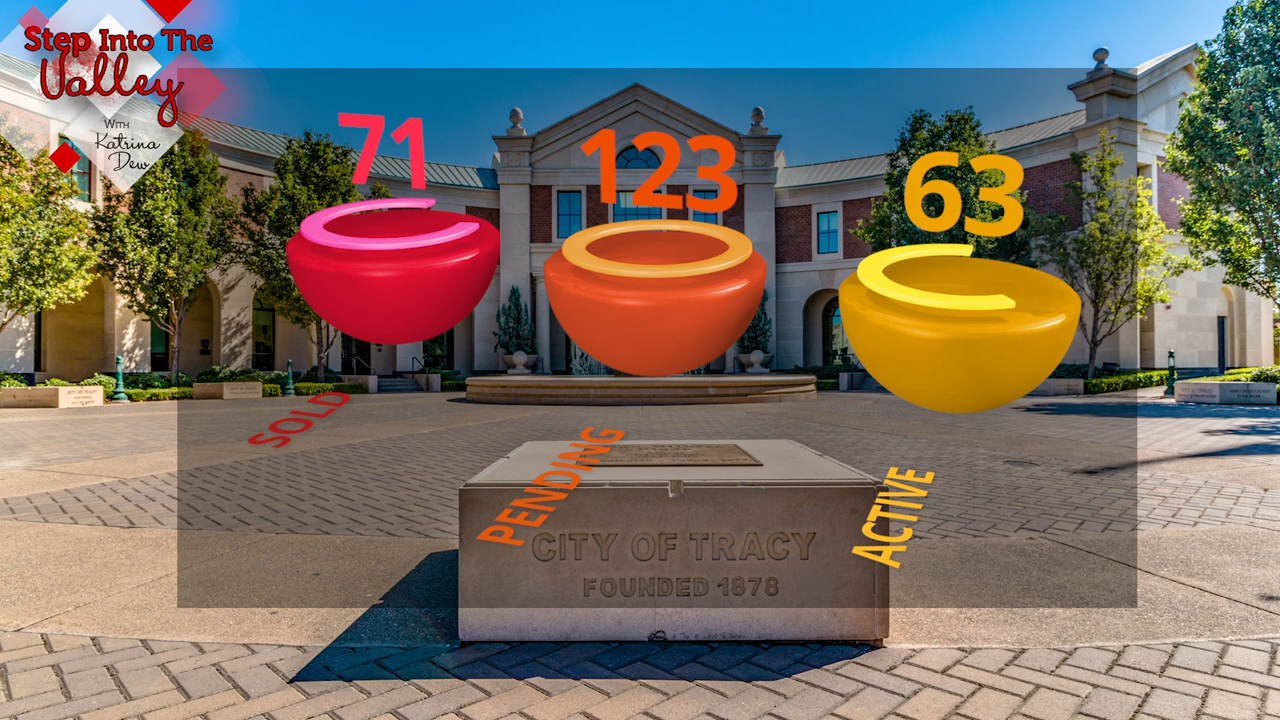 Step Into The
Valley
WITH
Katrina
Dew
71
123
63
SOLD
PENDING
ACTIVE
CITY OF TRACY
FOUNDED 1878